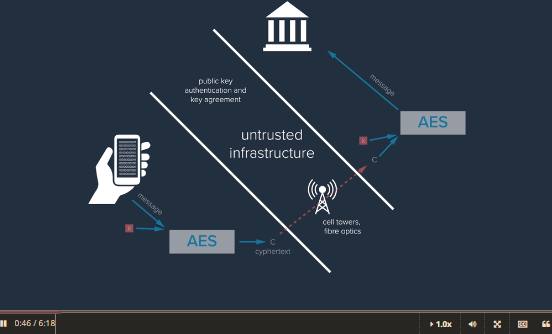 public key
authentication and
key agreement
message
untrusted
infrastructure
AES
k
C
cell towers,
fibre optics
message
k
AES
C
cyphertext
0:46 / 6:18
1.0x